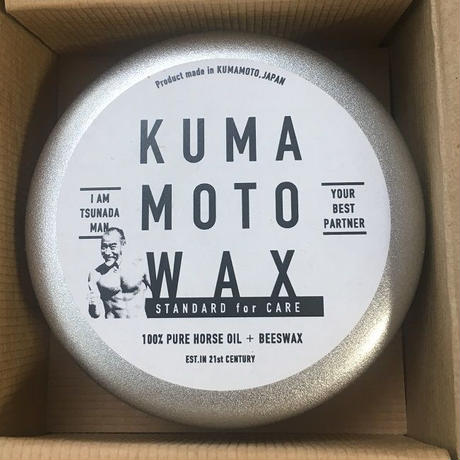 Product made in KUMAMOTO,JAPAN
KUMA
MOTO
WAX
I AM
TSUNADA
MAN
YOUR
BEST
PARTNER
STANDARD for CARE
100% PURE HORSE OIL + BEESWAX
EST.IN 21st CENTURY